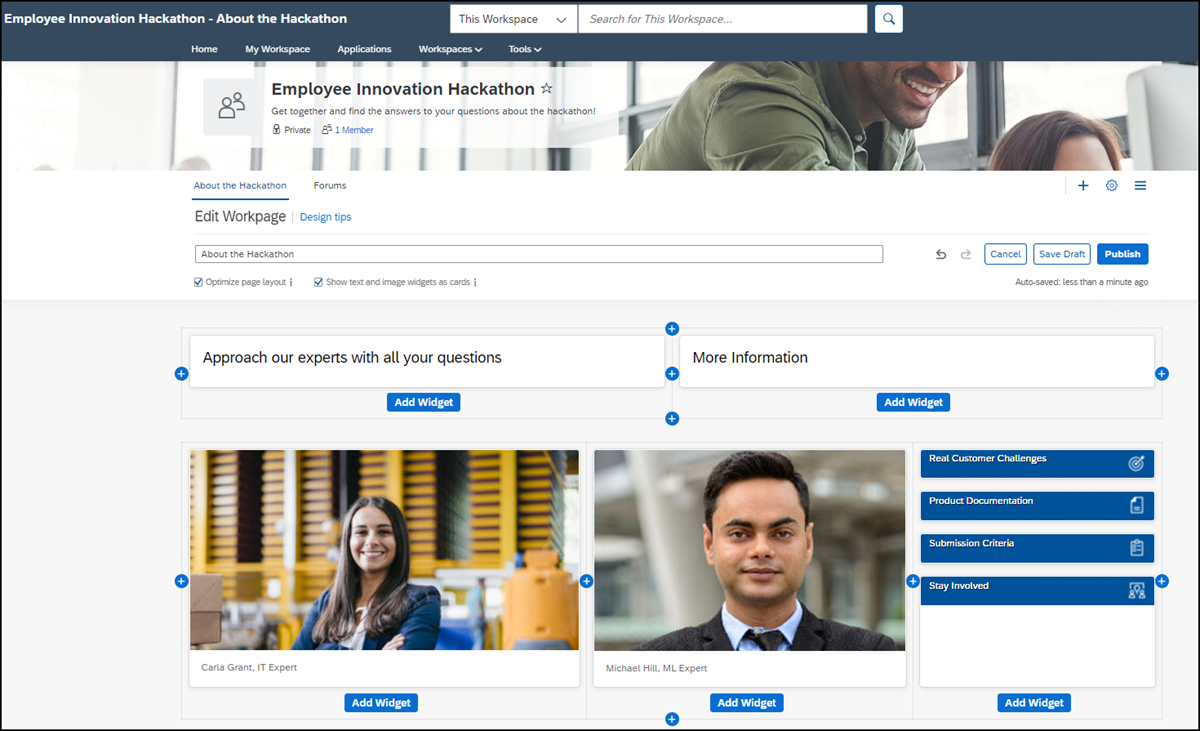 Employee Innovation Hackathon - About the Hackathon
This Workspace
Search for This Workspace...
Home My Workspace Applications Workspaces Tools
Employee Innovation Hackathon
Get together and find the answers to your questions about the hackathon!
Private 1 Member
About the Hackathon Forums
Edit Workpage Design tips
About the Hackathon
Cancel Save Draft Publish
Optimize page layout i Show text and image widgets as cards i
Auto-saved: less than a minute ago
Approach our experts with all your questions
More Information
Add Widget
Add Widget
Carla Grant, IT Expert
Michael Hill, ML Expert
Real Customer Challenges
Product Documentation
Submission Criteria
Stay Involved
Add Widget
Add Widget
Add Widget